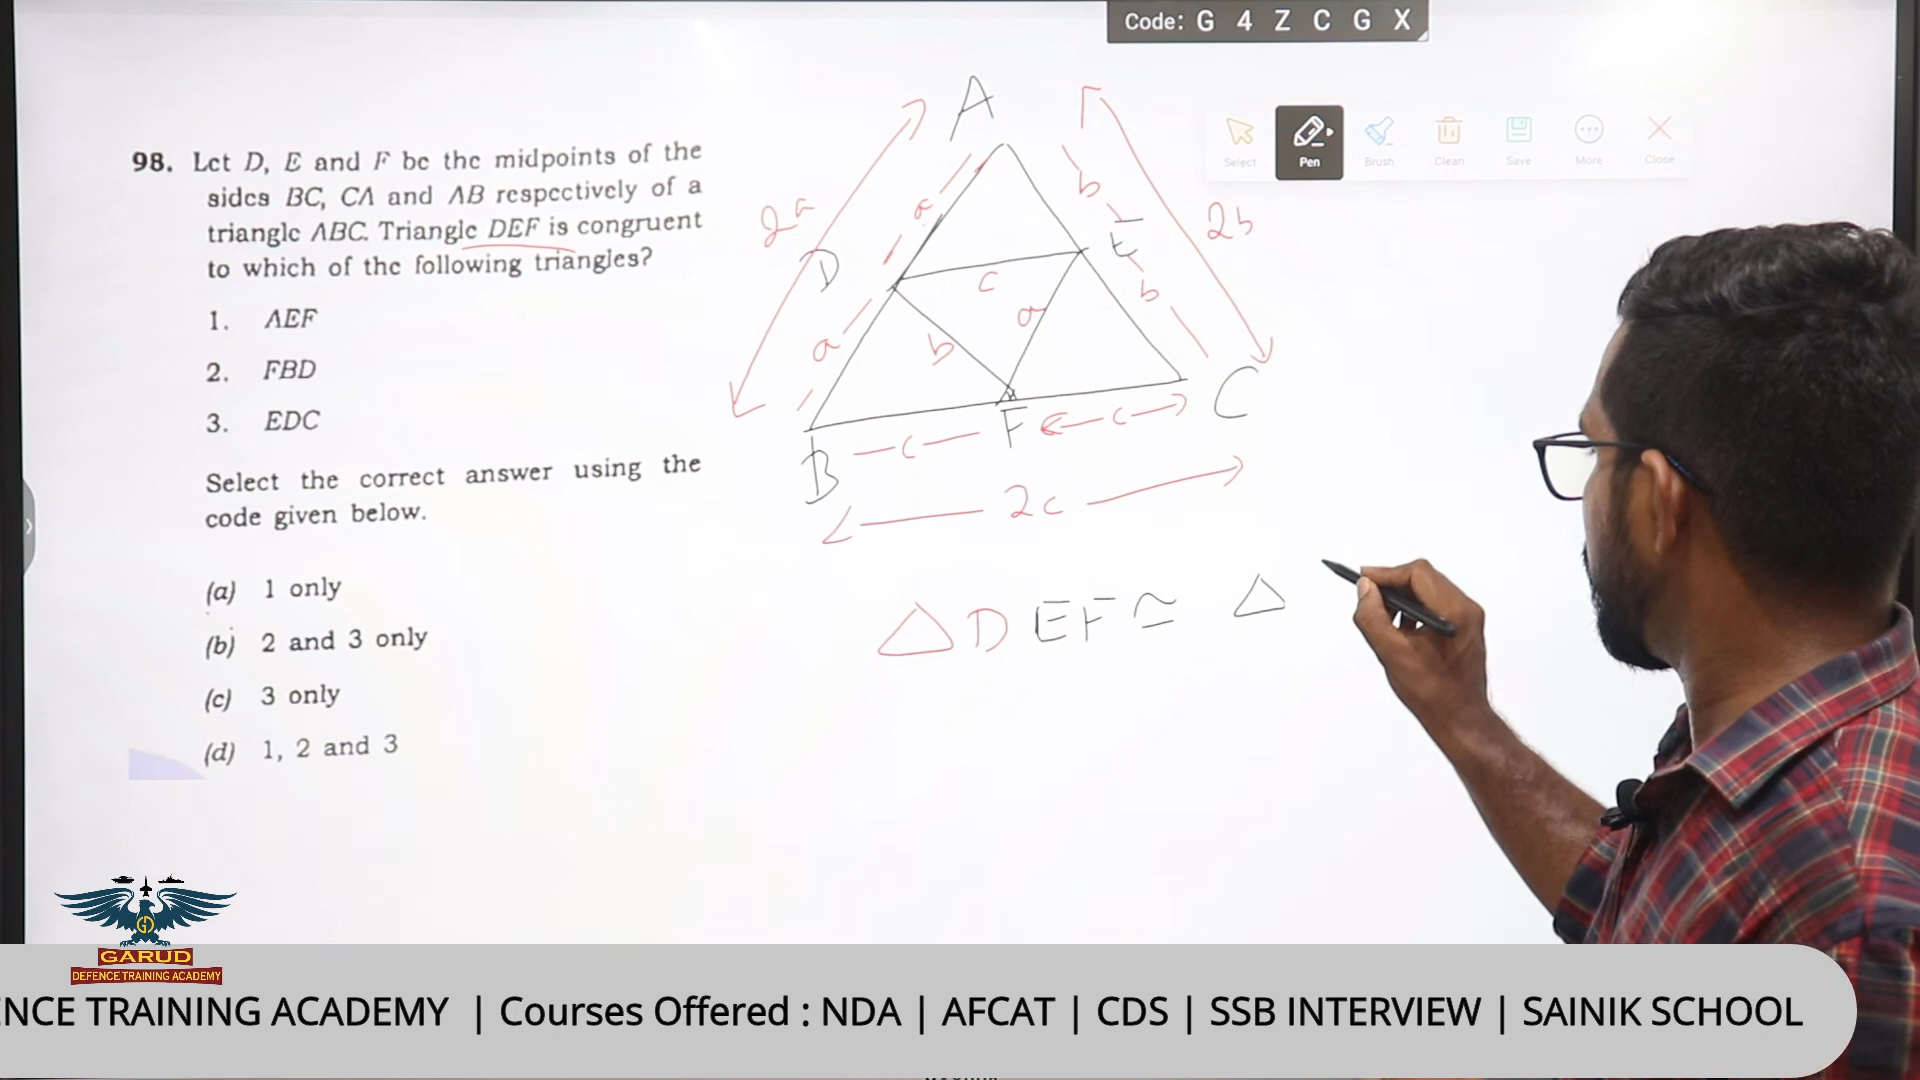 Code: G 4 Z C G X
Select
Pen
Brush
Clean
Save
More
Close
98. Let D, E and F be the midpoints of the
sides BC, CA and AB respectively of a
triangle ABC. Triangle DEF is congruent
to which of the following triangles?
1. AEF
2. FBD
3. EDC
Select the correct answer using the
code given below.
(a) 1 only
(b) 2 and 3 only
(c) 3 only
(d) 1, 2 and 3
A
2a
a
b
2b
D
E
c
a
b
a
b
B
c
F
c
C
2c
△ D E F ≅ △
GARUD
DEFENCE TRAINING ACADEMY
ENCE TRAINING ACADEMY | Courses Offered : NDA | AFCAT | CDS | SSB INTERVIEW | SAINIK SCHOOL